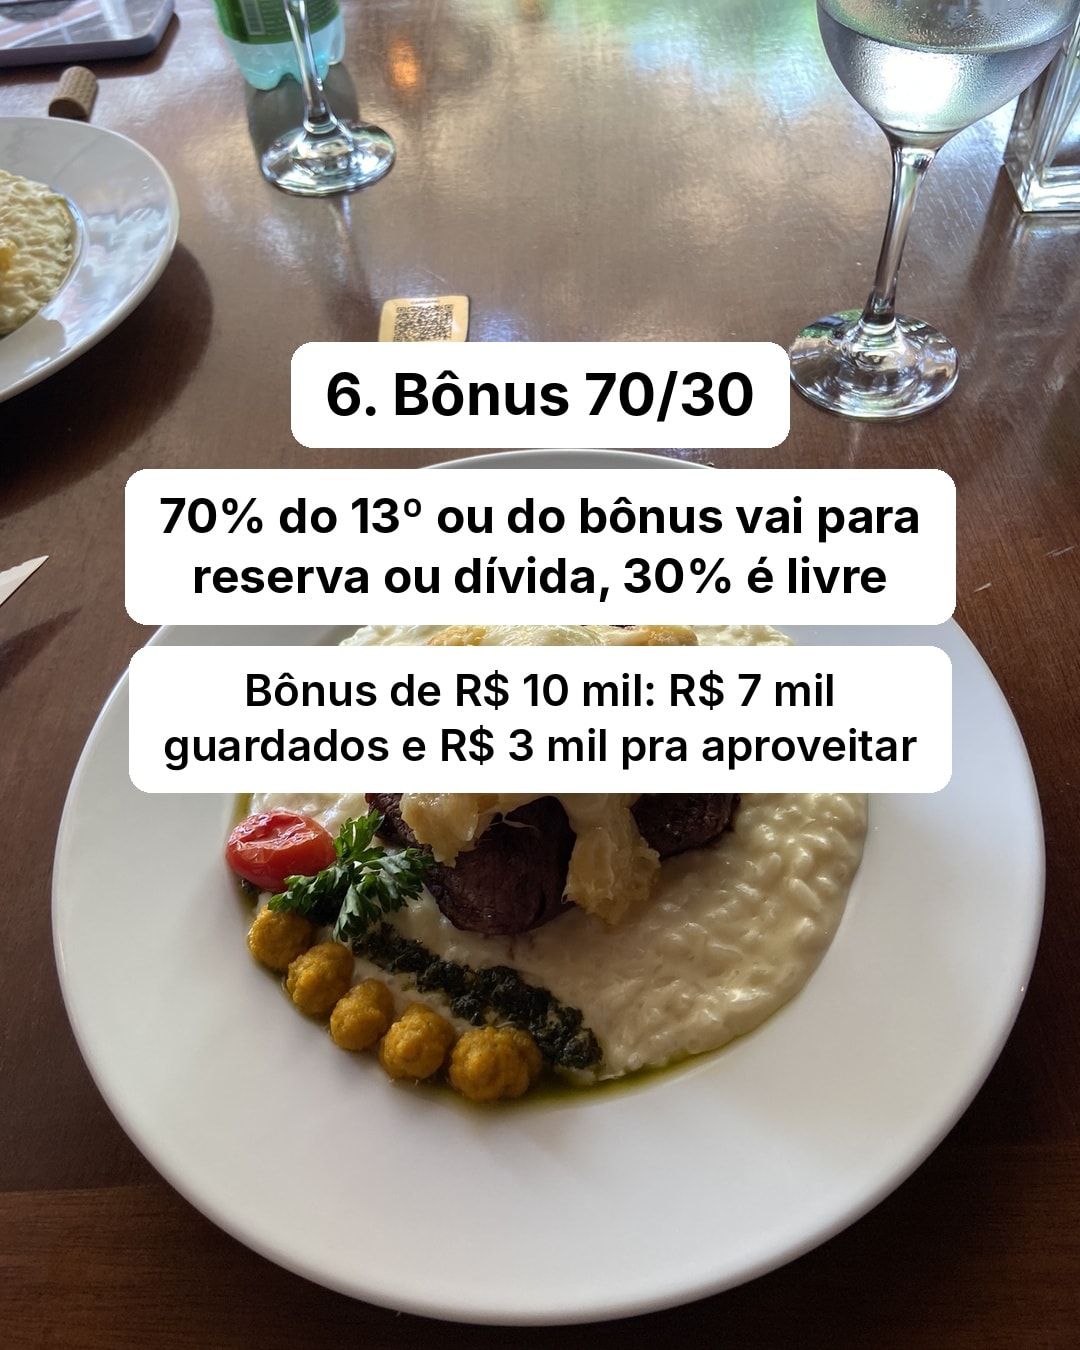 6. Bônus 70/30
70% do 13º ou do bônus vai para
reserva ou dívida, 30% é livre
Bônus de R$ 10 mil: R$ 7 mil
guardados e R$ 3 mil pra aproveitar